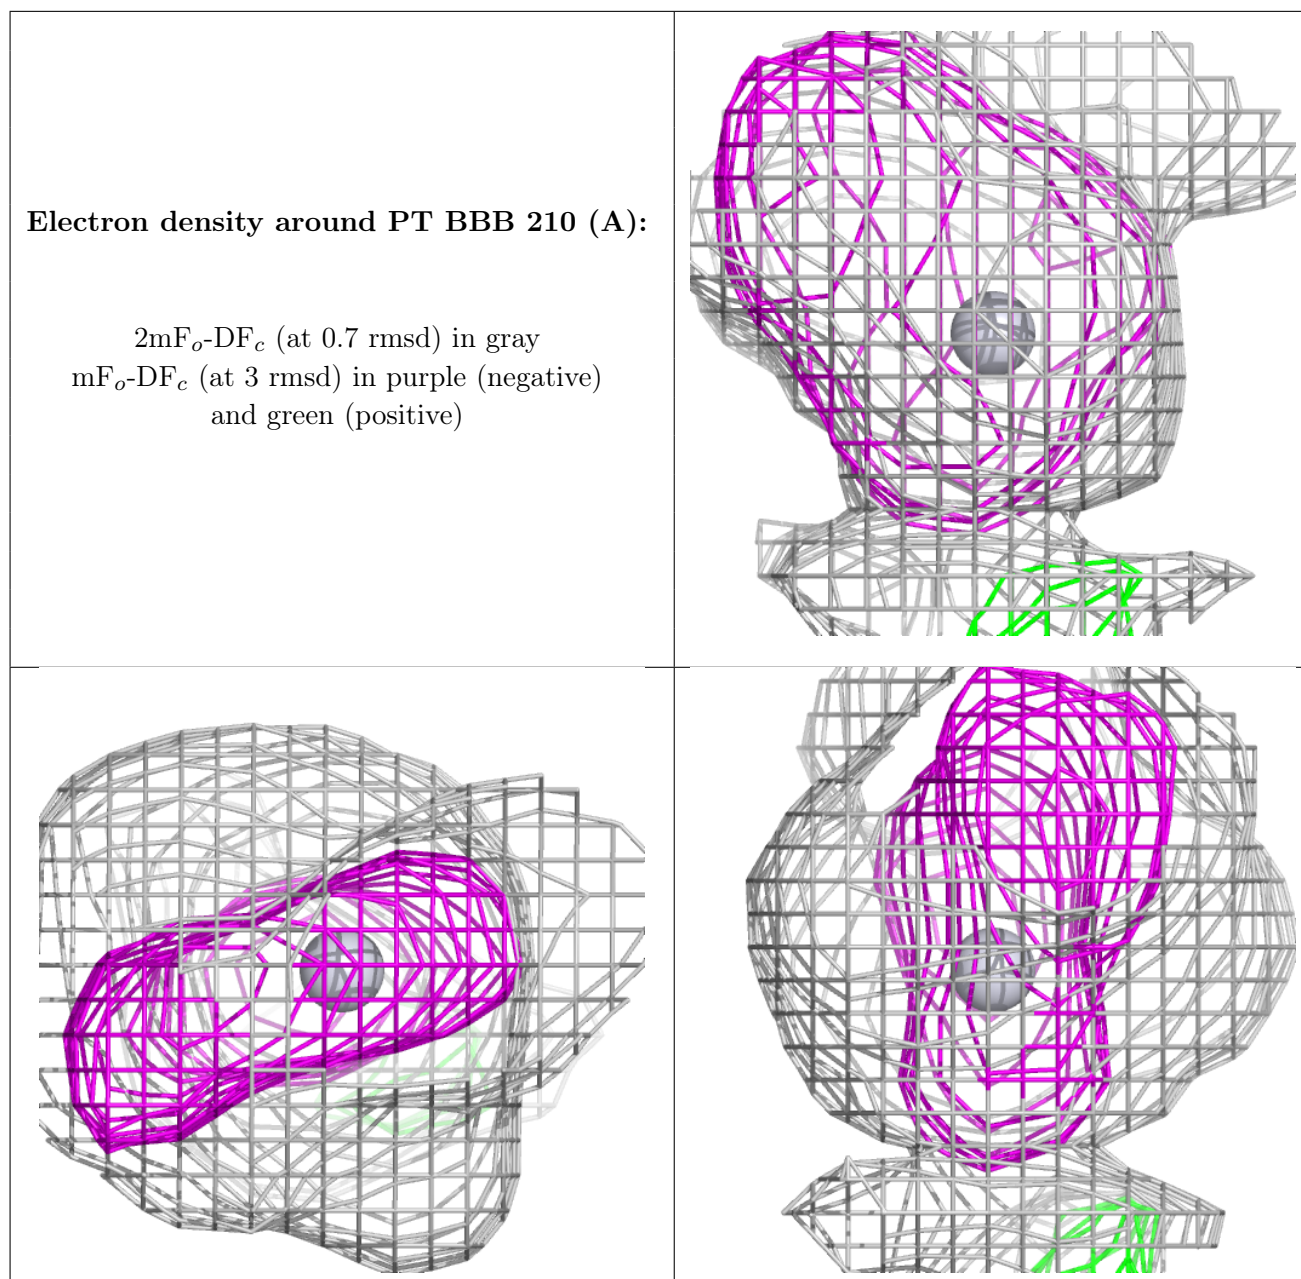 Electron density around PT BBB 210 (A):
2mFo-DFc (at 0.7 rmsd) in gray
mFo-DFc (at 3 rmsd) in purple (negative)
and green (positive)